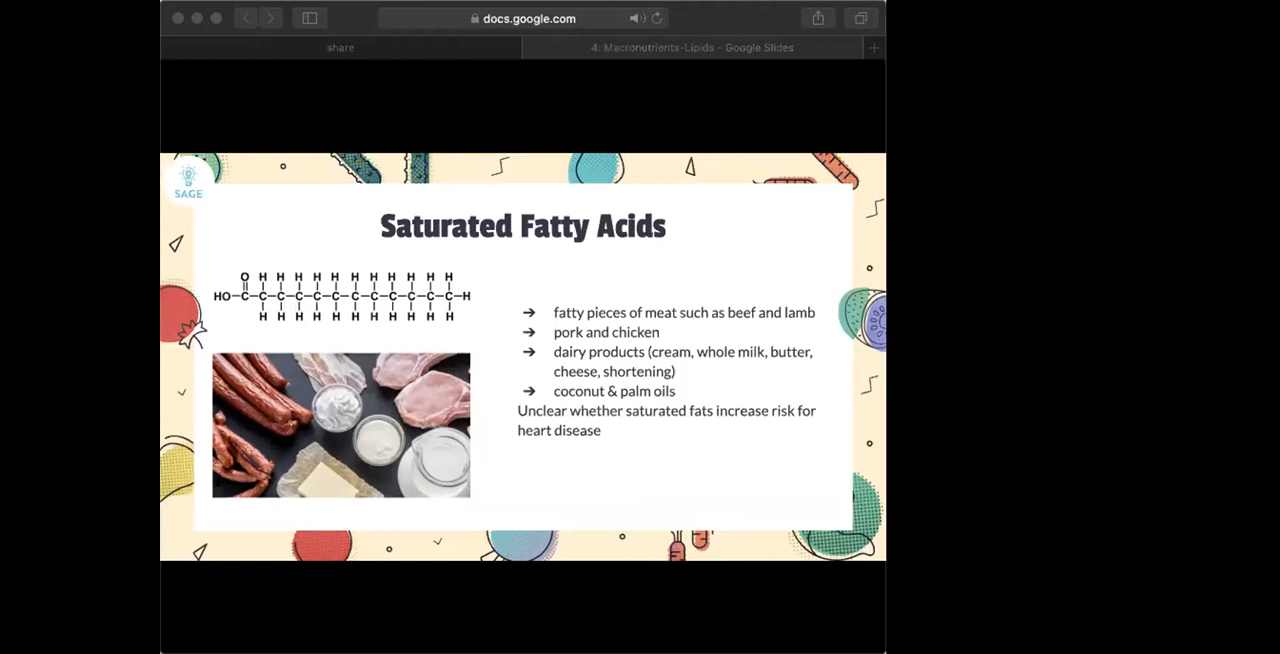 docs.google.com
share
4: Macronutrients-Lipids - Google Slides
SAGE
Saturated Fatty Acids
O H H H H H H H H H H H
HO-C-C-C-C-C-C-C-C-C-C-C-C-H
H H H H H H H H H H H
➔ fatty pieces of meat such as beef and lamb
➔ pork and chicken
➔ dairy products (cream, whole milk, butter,
cheese, shortening)
➔ coconut & palm oils
Unclear whether saturated fats increase risk for
heart disease